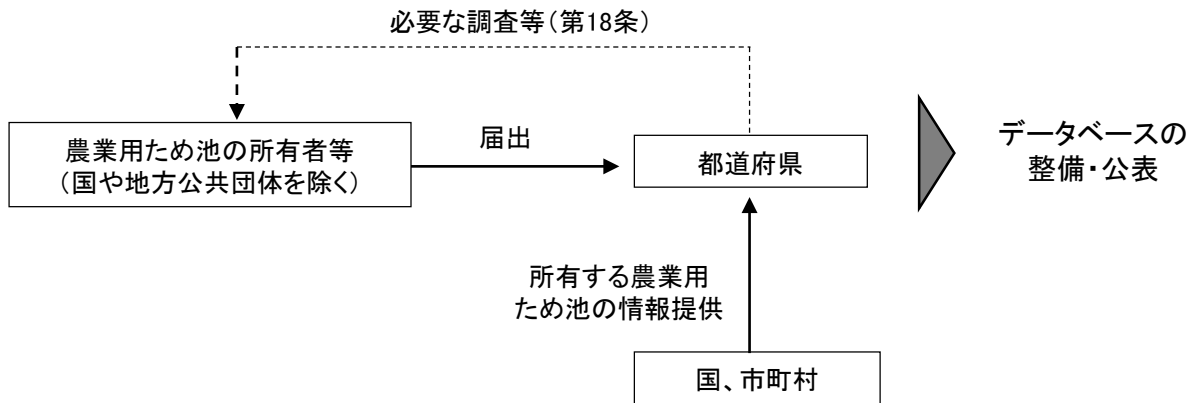 必要な調査等(第18条)
農業用ため池の所有者等
(国や地方公共団体を除く)
届出
都道府県
データベースの
整備・公表
所有する農業用
ため池の情報提供
国、市町村